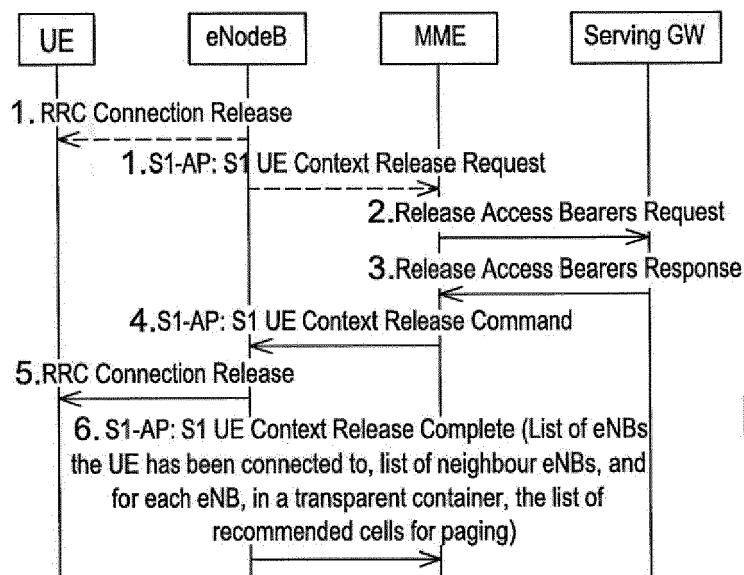 UE
eNodeB
MME
Serving GW
1. RRC Connection Release
1.S1-AP: S1 UE Context Release Request
2.Release Access Bearers Request
3.Release Access Bearers Response
4.S1-AP: S1 UE Context Release Command
5.RRC Connection Release
6. S1-AP: S1 UE Context Release Complete (List of eNBs
the UE has been connected to, list of neighbour eNBs, and
for each eNB, in a transparent container, the list of
recommended cells for paging)